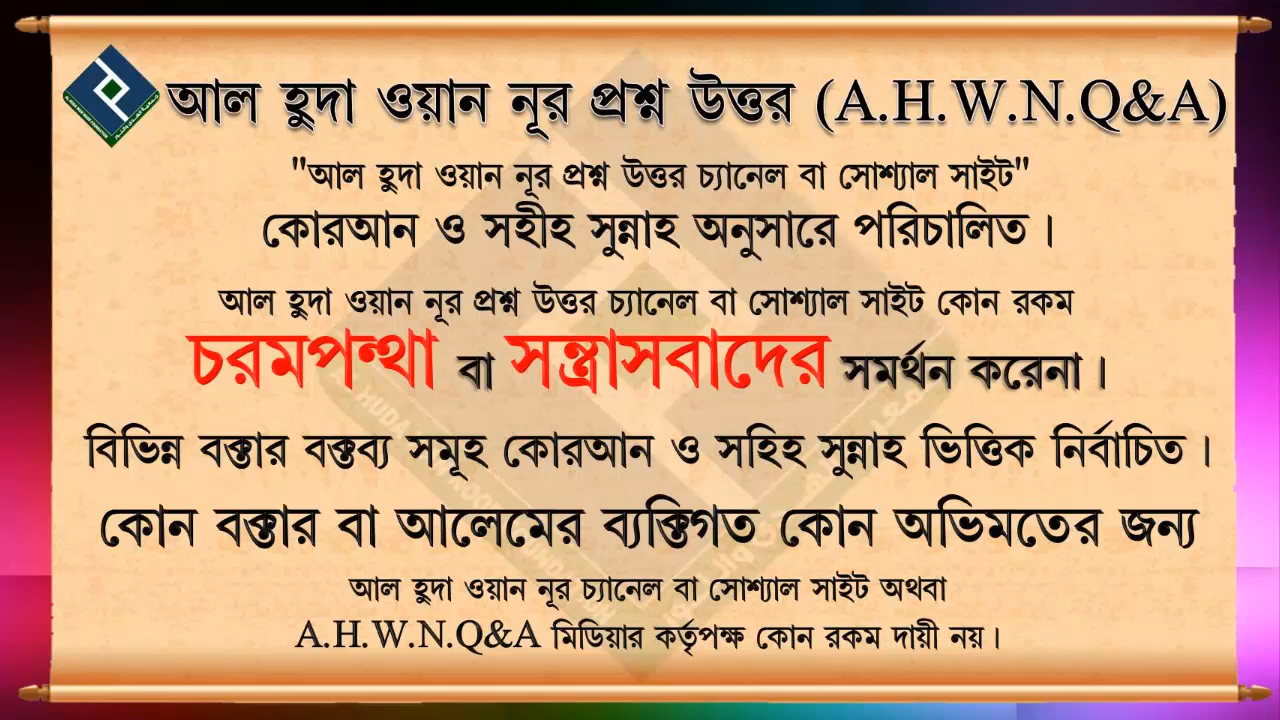 আল হুদা ওয়ান নূর প্রশ্ন উত্তর (A.H.W.N.Q&A)
"আল হুদা ওয়ান নূর প্রশ্ন উত্তর চ্যানেল বা সোশ্যাল সাইট"
কোরআন ও সহীহ সুন্নাহ অনুসারে পরিচালিত।
আল হুদা ওয়ান নূর প্রশ্ন উত্তর চ্যানেল বা সোশ্যাল সাইট কোন রকম
চরমপন্থা বা সন্ত্রাসবাদের সমর্থন করেনা।
বিভিন্ন বক্তার বক্তব্য সমূহ কোরআন ও সহিহ সুন্নাহ ভিত্তিক নির্বাচিত।
কোন বক্তার বা আলেমের ব্যক্তিগত কোন অভিমতের জন্য
আল হুদা ওয়ান নূর চ্যানেল বা সোশ্যাল সাইট অথবা
A.H.W.N.Q&A মিডিয়ার কর্তৃপক্ষ কোন রকম দায়ী নয়।